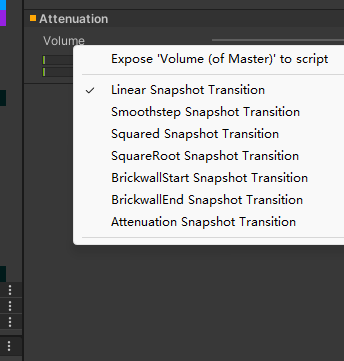 Attenuation
Volume
Expose 'Volume (of Master)' to script
Linear Snapshot Transition
Smoothstep Snapshot Transition
Squared Snapshot Transition
SquareRoot Snapshot Transition
BrickwallStart Snapshot Transition
BrickwallEnd Snapshot Transition
Attenuation Snapshot Transition